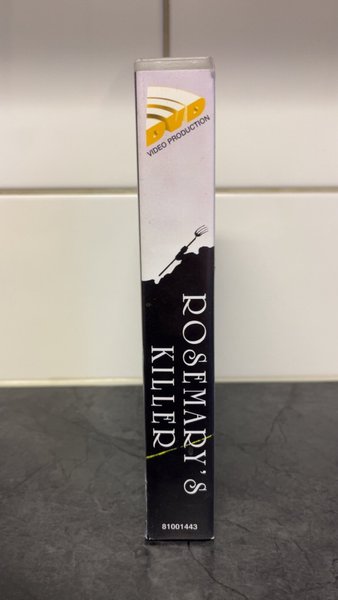 DVD
VIDEO PRODUCTION
ROSEMARY'S
KILLER
81001443